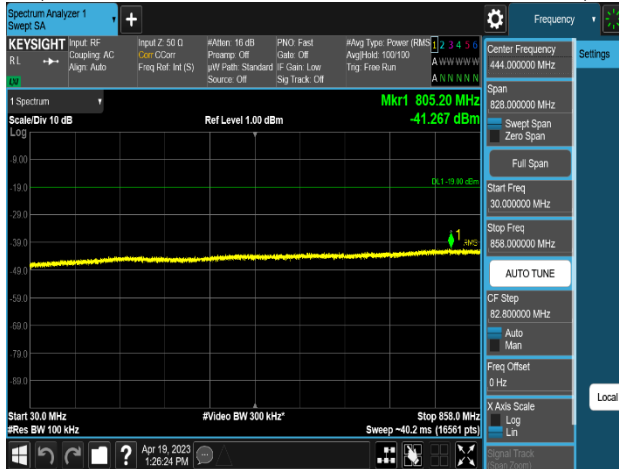 Spectrum Analyzer 1
Swept SA
+
Frequency
KEYSIGHT
RL
Input: RF
Coupling: AC
Align: Auto
Input Z: 50 Ω
Corr CCorr
Freq Ref: Int (S)
#Atten: 16 dB
Preamp: Off
µW Path: Standard
Source: Off
PNO: Fast
Gate: Off
IF Gain: Low
Sig Track: Off
#Avg Type: Power (RMS
Avg|Hold: 100/100
Trig: Free Run
1 2 3 4 5 6
A W W W W W
A N N N N N
1 Spectrum
Scale/Div 10 dB
Log
Ref Level 1.00 dBm
Mkr1 805.20 MHz
-41.267 dBm
-9.00
-19.0
DL1 -19.00 dBm
-29.0
-39.0
1
RMS
-49.0
-59.0
-69.0
-79.0
-89.0
Start 30.0 MHz
#Res BW 100 kHz
#Video BW 300 kHz*
Stop 858.0 MHz
Sweep ~40.2 ms (16561 pts)
?
Apr 19, 2023
1:26:24 PM
Center Frequency
444.000000 MHz
Settings
Span
828.000000 MHz
Swept Span
Zero Span
Full Span
Start Freq
30.000000 MHz
Stop Freq
858.000000 MHz
AUTO TUNE
CF Step
82.800000 MHz
Auto
Man
Freq Offset
0 Hz
X Axis Scale
Log
Lin
Local
Signal Track
(Span Zoom)